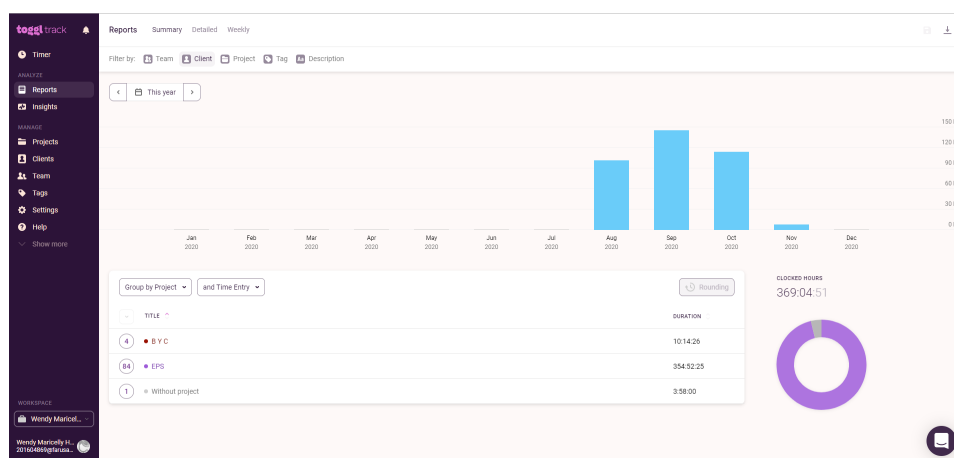 toggl track
Timer
ANALYZE
Reports
Insights
MANAGE
Projects
Clients
Team
Tags
Settings
Help
Show more
WORKSPACE
Wendy Maricel...
Wendy Maricelly H...
201604869@farusa...
Reports Summary Detailed Weekly
Filter by: Team Client Project Tag Description
This year
150
120
90
60
30
0
Jan Feb Mar Apr May Jun Jul Aug Sep Oct Nov Dec
2020 2020 2020 2020 2020 2020 2020 2020 2020 2020 2020 2020
Group by Project and Time Entry Rounding
TITLE DURATION
4 B Y C 10:14:26
84 EPS 354:52:25
1 Without project 3:58:00
CLOCKED HOURS
369:04:51